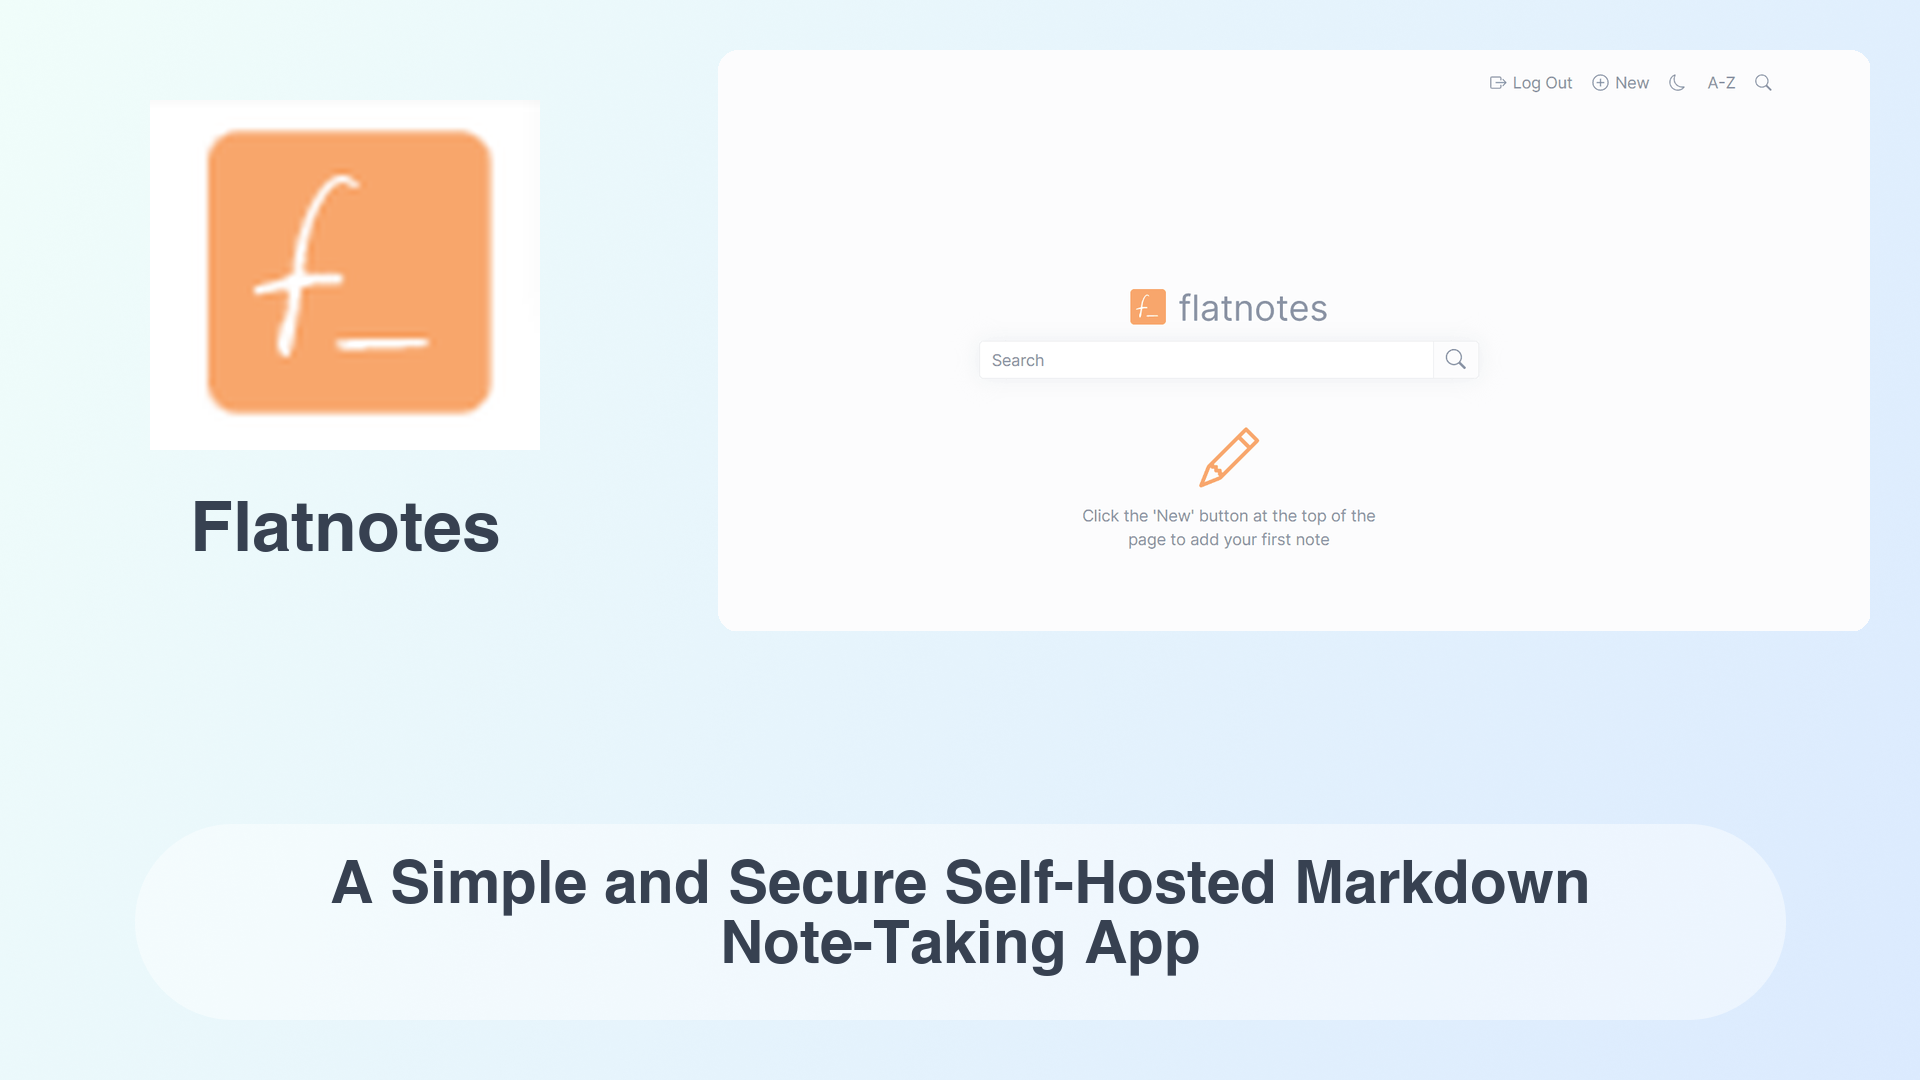 f_
Flatnotes
Log Out New A-Z
f_ flatnotes
Search
Click the 'New' button at the top of the
page to add your first note
A Simple and Secure Self-Hosted Markdown
Note-Taking App